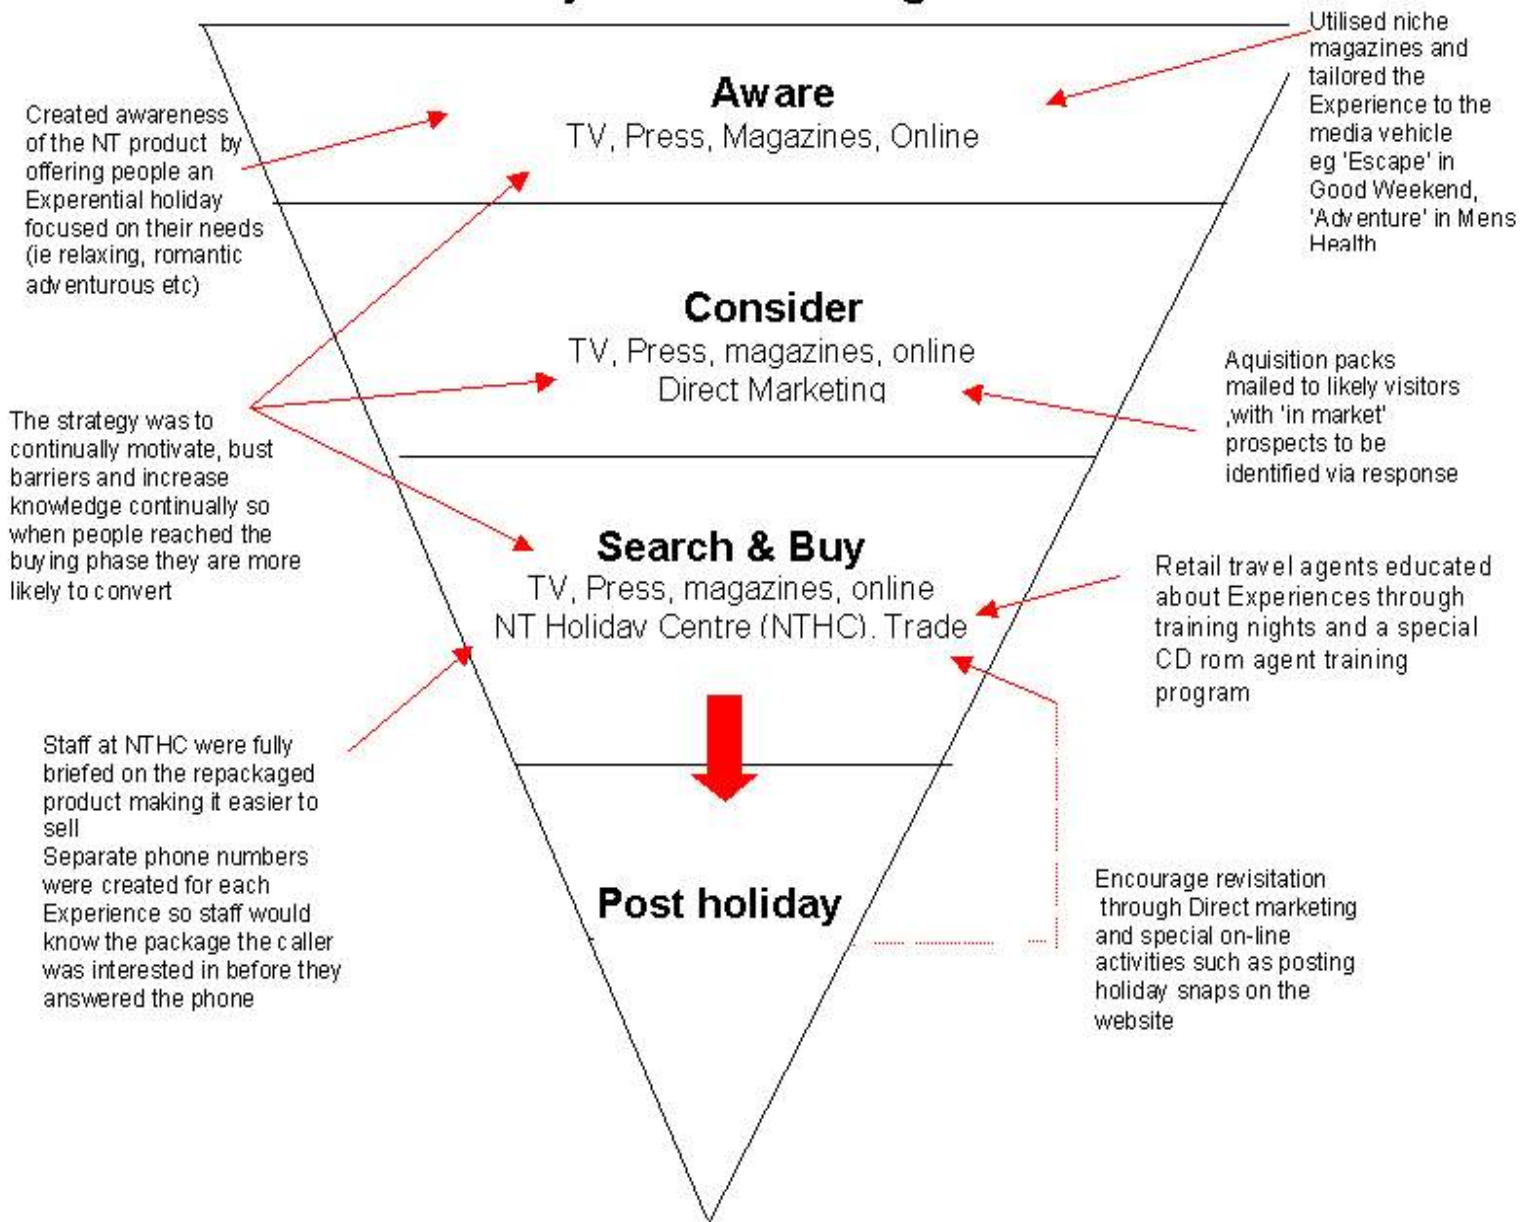 Aware
TV, Press, Magazines, Online
Created awareness
of the NT product by
offering people an
Experential holiday
focused on their needs
(ie relaxing, romantic
adventurous etc)
Utilised niche
magazines and
tailored the
Experience to the
media vehicle
eg 'Escape' in
Good Weekend,
'Adventure' in Mens
Health
Consider
TV, Press, magazines, online
Direct Marketing
The strategy was to
continually motivate, bust
barriers and increase
knowledge continually so
when people reached the
buying phase they are more
likely to convert
Aquisition packs
mailed to likely visitors
,with 'in market'
prospects to be
identified via response
Search & Buy
TV, Press, magazines, online
NT Holiday Centre (NTHC). Trade
Retail travel agents educated
about Experiences through
training nights and a special
CD rom agent training
program
Staff at NTHC were fully
briefed on the repackaged
product making it easier to
sell
Separate phone numbers
were created for each
Experience so staff would
know the package the caller
was interested in before they
answered the phone
Post holiday
Encourage revisitation
through Direct marketing
and special on-line
activities such as posting
holiday snaps on the
website